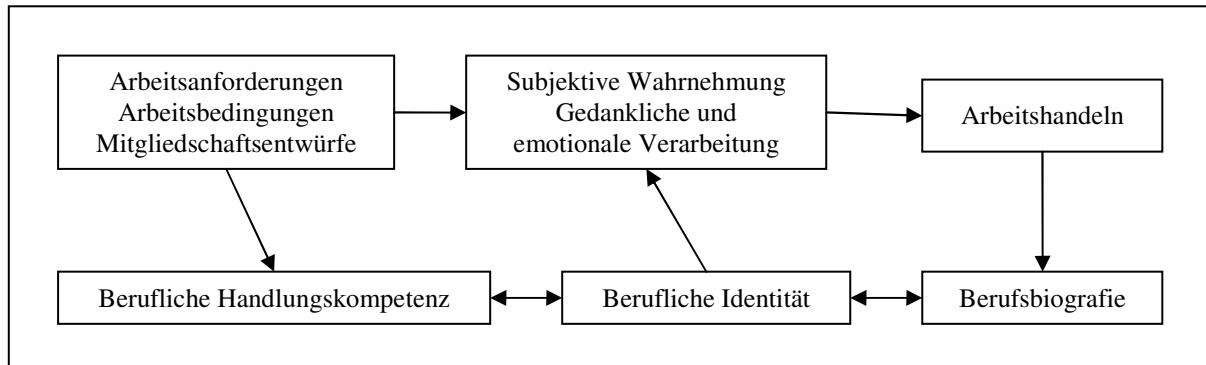 Arbeitsanforderungen
Arbeitsbedingungen
Mitgliedschaftsentwürfe
Subjektive Wahrnehmung
Gedankliche und
emotionale Verarbeitung
Arbeitshandeln
Berufliche Handlungskompetenz
Berufliche Identität
Berufsbiografie